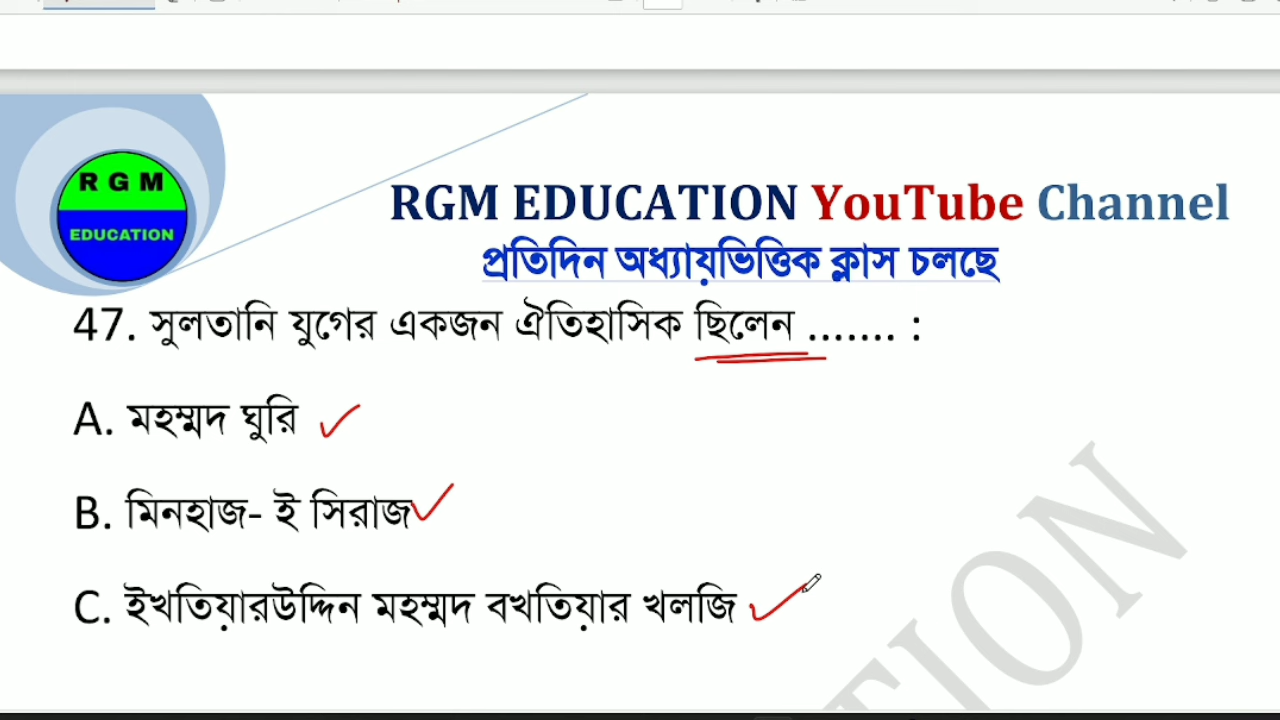 R G M
EDUCATION
RGM EDUCATION YouTube Channel
প্রতিদিন অধ্যায়ভিত্তিক ক্লাস চলছে
47. সুলতানি যুগের একজন ঐতিহাসিক ছিলেন ....... :
A. মহম্মদ ঘুরি
B. মিনহাজ- ই সিরাজ
C. ইখতিয়ারউদ্দিন মহম্মদ বখতিয়ার খলজি